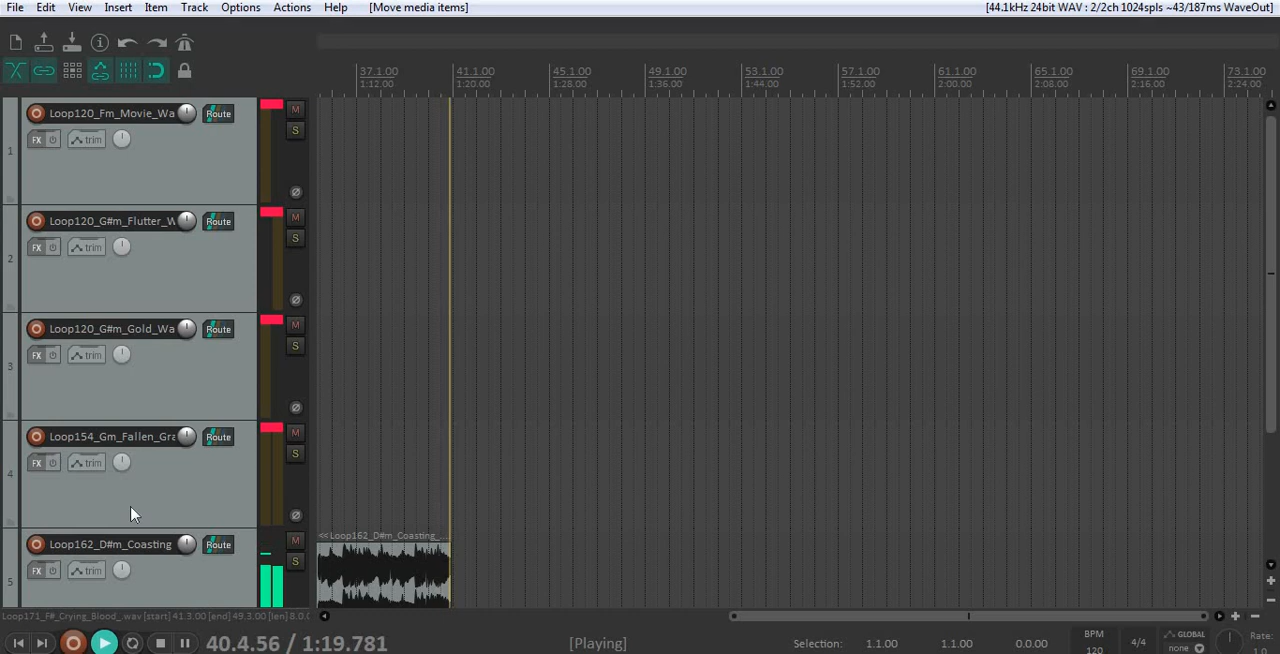 File Edit View Insert Item Track Options Actions Help [Move media items] [44.1kHz 24bit WAV : 2/2ch 1024spls ~43/187ms WaveOut]
37.1.00 41.1.00 45.1.00 49.1.00 53.1.00 57.1.00 61.1.00 65.1.00 69.1.00 73.1.00
1:12.00 1:20.00 1:28.00 1:36.00 1:44.00 1:52.00 2:00.00 2:08.00 2:16.00 2:24.00
Loop120_Fm_Movie_Wa Route M
FX trim S
1
Loop120_G#m_Flutter_W Route M
FX trim S
2
Loop120_G#m_Gold_Wa Route M
FX trim S
3
Loop154_Gm_Fallen_Gra Route M
FX trim S
4
<<Loop162_D#m_Coasting_...
Loop162_D#m_Coasting Route M
FX trim S
5
Loop171_F#_Crying_Blood_.wav [start] 41.3.00 [end] 49.3.00 [len] 8.0.0
40.4.56 / 1:19.781 [Playing] Selection: 1.1.00 1.1.00 0.0.00 BPM 4/4 GLOBAL Rate:
120 none 1.0